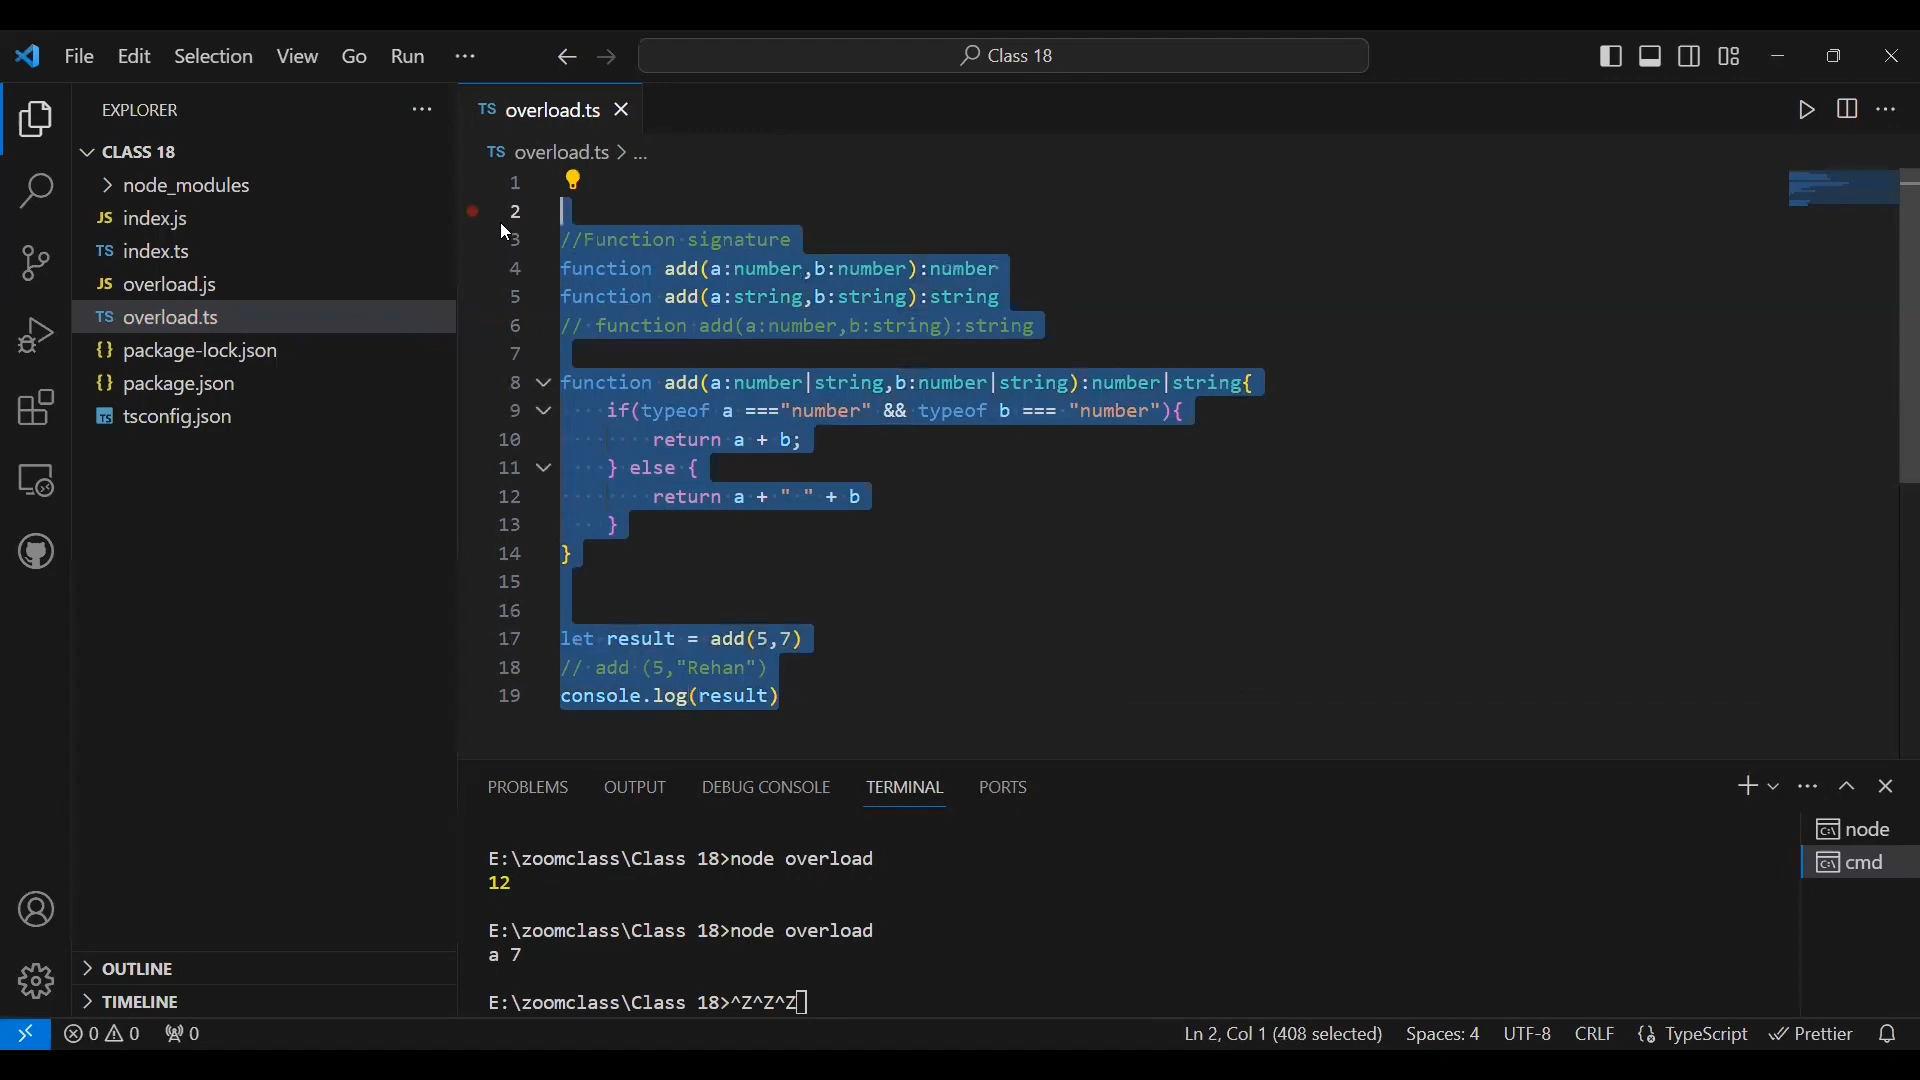 File Edit Selection View Go Run ··· Class 18
EXPLORER ···
CLASS 18
node_modules
JS index.js
TS index.ts
JS overload.js
TS overload.ts
{} package-lock.json
{} package.json
TS tsconfig.json
OUTLINE
TIMELINE
TS overload.ts
TS overload.ts > ...
1
2
3 //Function signature
4 function add(a:number,b:number):number
5 function add(a:string,b:string):string
6 // function add(a:number,b:string):string
7
8 function add(a:number|string,b:number|string):number|string{
9 if(typeof a ==="number" && typeof b === "number"){
10 return a + b;
11 } else {
12 return a + " " + b
13 }
14 }
15
16
17 let result = add(5,7)
18 // add (5,"Rehan")
19 console.log(result)
PROBLEMS OUTPUT DEBUG CONSOLE TERMINAL PORTS
E:\zoomclass\Class 18>node overload
12
E:\zoomclass\Class 18>node overload
a 7
E:\zoomclass\Class 18>^Z^Z^Z
node
cmd
0 0 0 Ln 2, Col 1 (408 selected) Spaces: 4 UTF-8 CRLF {} TypeScript Prettier